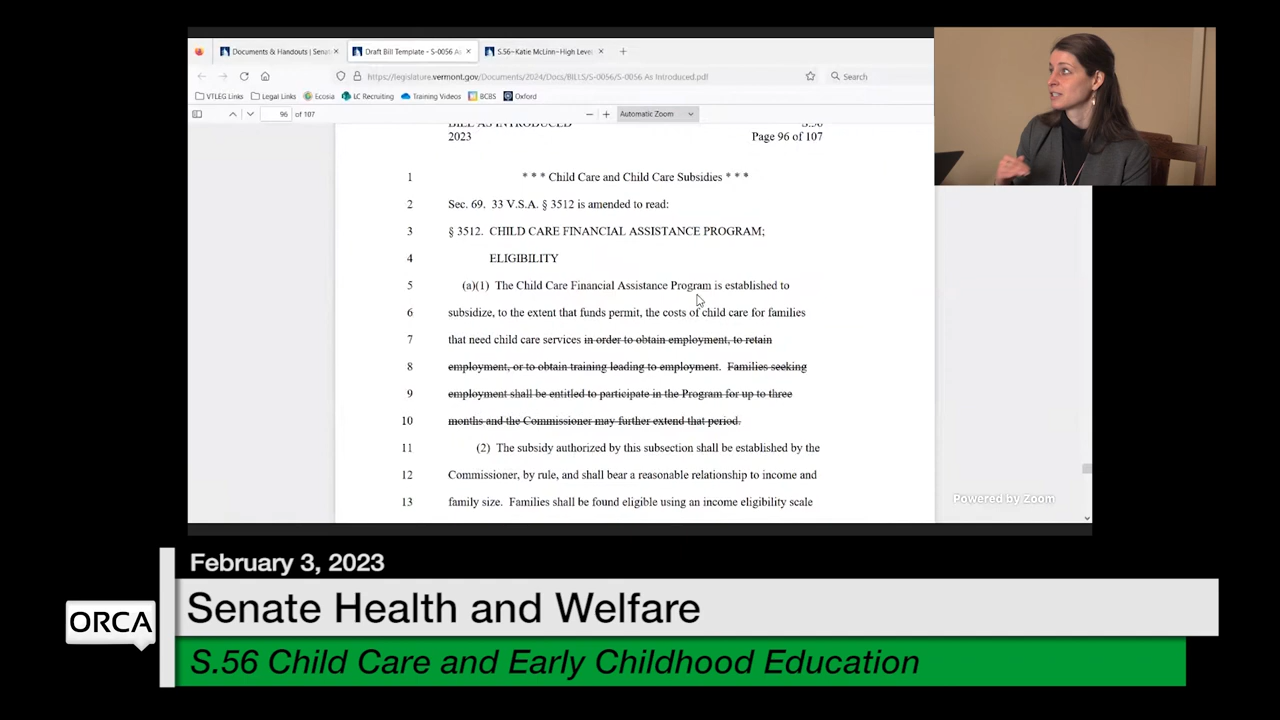 Documents & Handouts | Sena
Draft Bill Template - S-0056 As
S.56~Katie McLinn~High Level
https://legislature.vermont.gov/Documents/2024/Docs/BILLS/S-0056/S-0056 As Introduced.pdf
Search
VTLEG Links
Legal Links
Ecosia
LC Recruiting
Training Videos
BCBS
Oxford
96 of 107
Automatic Zoom
BILL AS INTRODUCED S.56
2023 Page 96 of 107
1 * * * Child Care and Child Care Subsidies * * *
2 Sec. 69. 33 V.S.A. § 3512 is amended to read:
3 § 3512. CHILD CARE FINANCIAL ASSISTANCE PROGRAM;
4 ELIGIBILITY
5 (a)(1) The Child Care Financial Assistance Program is established to
6 subsidize, to the extent that funds permit, the costs of child care for families
7 that need child care services in order to obtain employment, to retain
8 employment, or to obtain training leading to employment. Families seeking
9 employment shall be entitled to participate in the Program for up to three
10 months and the Commissioner may further extend that period.
11 (2) The subsidy authorized by this subsection shall be established by the
12 Commissioner, by rule, and shall bear a reasonable relationship to income and
13 family size. Families shall be found eligible using an income eligibility scale
Powered by Zoom
February 3, 2023
ORCA
Senate Health and Welfare
S.56 Child Care and Early Childhood Education